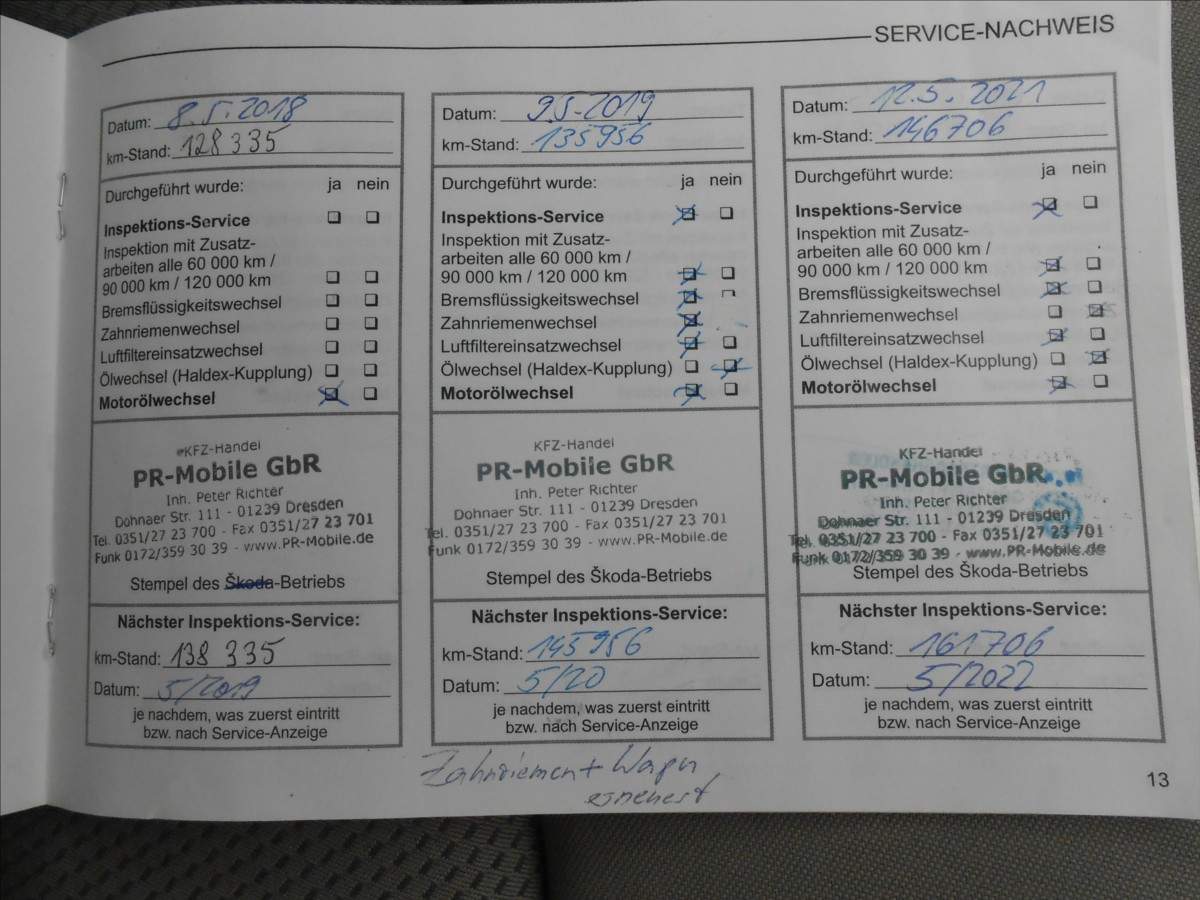 SERVICE-NACHWEIS
Datum: 8.5.2018
km-Stand: 128 335
Durchgeführt wurde: ja nein
Inspektions-Service
Inspektion mit Zusatz-
arbeiten alle 60 000 km /
90 000 km / 120 000 km
Bremsflüssigkeitswechsel
Zahnriemenwechsel
Luftfiltereinsatzwechsel
Ölwechsel (Haldex-Kupplung)
Motorölwechsel
KFZ-Handel
PR-Mobile GbR
Inh. Peter Richter
Dohnaer Str. 111 - 01239 Dresden
Tel. 0351/27 23 700 - Fax 0351/27 23 701
Funk 0172/359 30 39 - www.PR-Mobile.de
Stempel des Škoda-Betriebs
Nächster Inspektions-Service:
km-Stand: 138 335
Datum: 5/2019
je nachdem, was zuerst eintritt
bzw. nach Service-Anzeige
Datum: 9.5-2019
km-Stand: 135956
Durchgeführt wurde: ja nein
Inspektions-Service
Inspektion mit Zusatz-
arbeiten alle 60 000 km /
90 000 km / 120 000 km
Bremsflüssigkeitswechsel
Zahnriemenwechsel
Luftfiltereinsatzwechsel
Ölwechsel (Haldex-Kupplung)
Motorölwechsel
KFZ-Handel
PR-Mobile GbR
Inh. Peter Richter
Dohnaer Str. 111 - 01239 Dresden
Tel. 0351/27 23 700 - Fax 0351/27 23 701
Funk 0172/359 30 39 - www.PR-Mobile.de
Stempel des Škoda-Betriebs
Nächster Inspektions-Service:
km-Stand: 145956
Datum: 5/20
je nachdem, was zuerst eintritt
bzw. nach Service-Anzeige
Zahnriemen +
erneuert
Datum: 12.5.2021
km-Stand: 146706
Durchgeführt wurde: ja nein
Inspektions-Service
Inspektion mit Zusatz-
arbeiten alle 60 000 km /
90 000 km / 120 000 km
Bremsflüssigkeitswechsel
Zahnriemenwechsel
Luftfiltereinsatzwechsel
Ölwechsel (Haldex-Kupplung)
Motorölwechsel
KFZ-Handel
PR-Mobile GbR
Inh. Peter Richter
Dohnaer Str. 111 - 01239 Dresden
Tel. 0351/27 23 700 - Fax 0351/27 23 701
Funk 0172/359 30 39 - www.PR-Mobile.de
Stempel des Škoda-Betriebs
Nächster Inspektions-Service:
km-Stand: 161706
Datum: 5/2022
je nachdem, was zuerst eintritt
bzw. nach Service-Anzeige
13